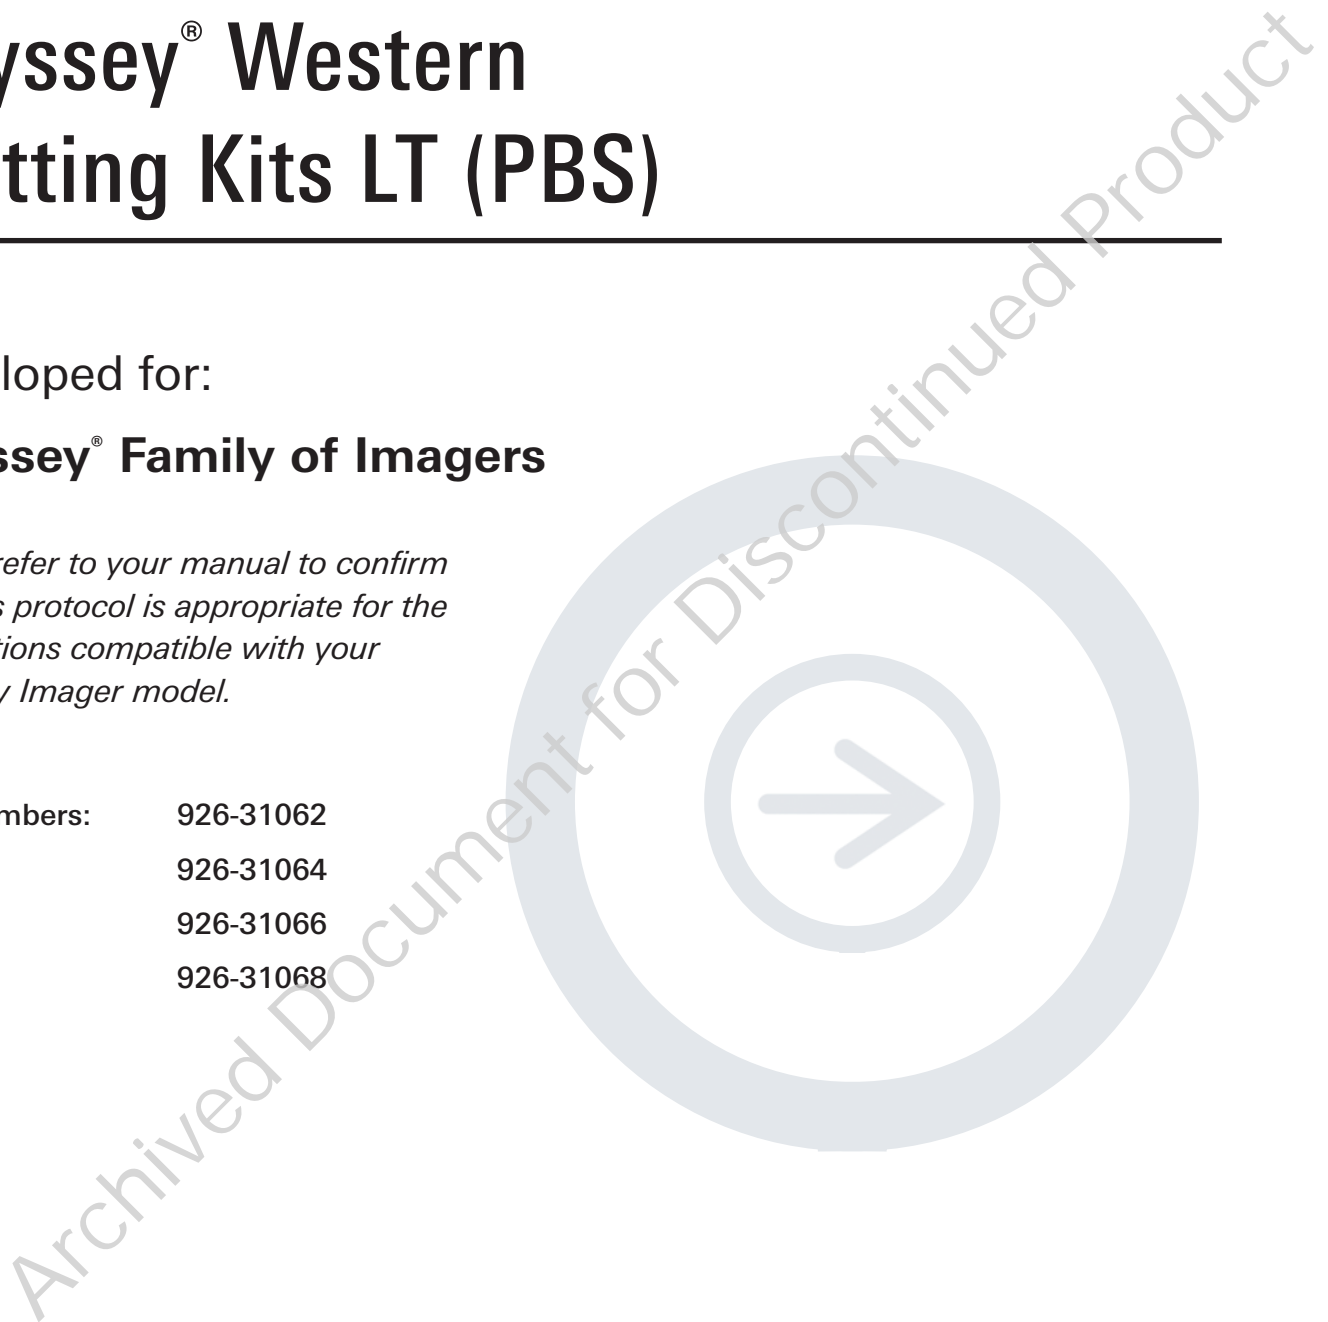 yssey® Western
tting Kits LT (PBS)
loped for:
ssey® Family of Imagers
refer to your manual to confirm
s protocol is appropriate for the
tions compatible with your
y Imager model.
mbers: 926-31062
926-31064
926-31066
926-31068
Archived Document for Discontinued Product